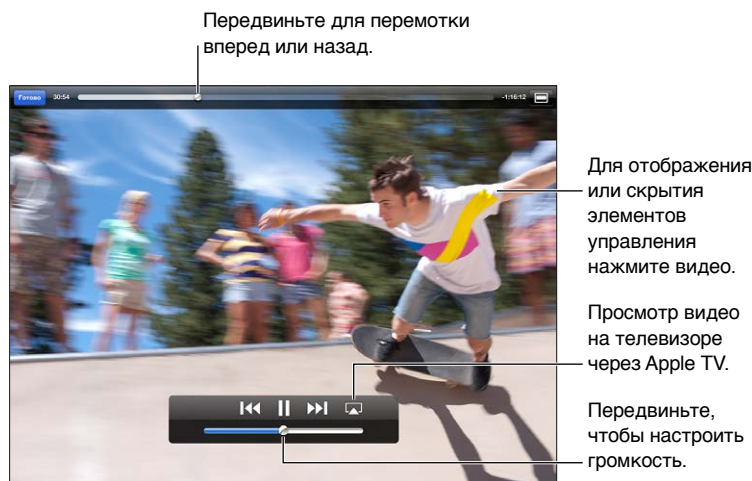 Передвиньте для перемотки
вперед или назад.
Готово
30:54
-1:16:12
Для отображения
или скрытия
элементов
управления
нажмите видео.
Просмотр видео
на телевизоре
через Apple TV.
Передвиньте,
чтобы настроить
громкость.